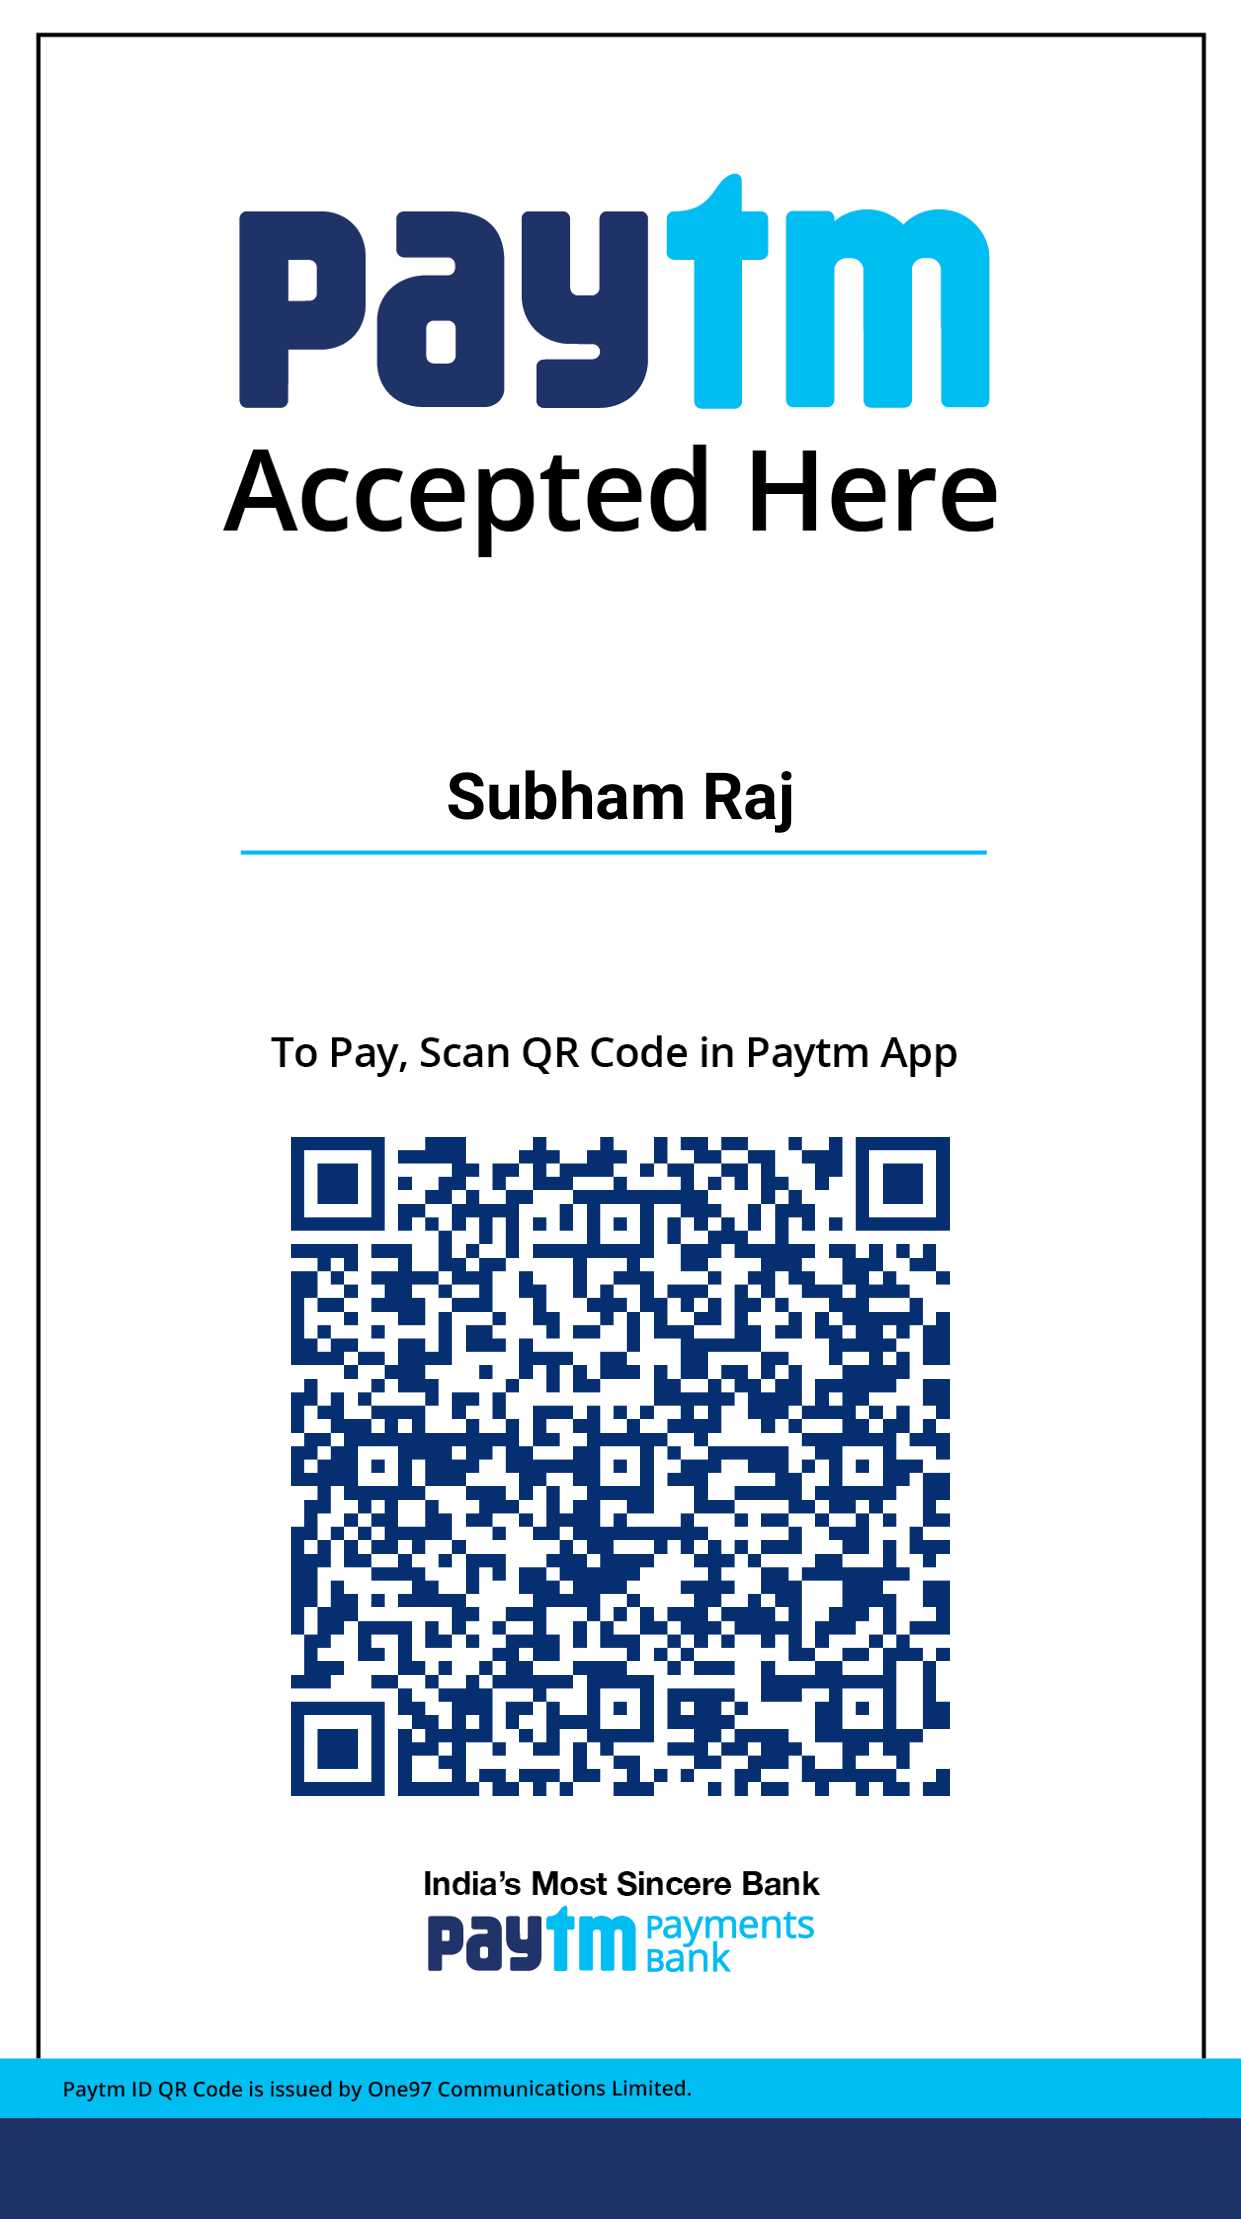 paytm
Accepted Here
Subham Raj
To Pay, Scan QR Code in Paytm App
India’s Most Sincere Bank
paytm Payments
Bank
Paytm ID QR Code is issued by One97 Communications Limited.